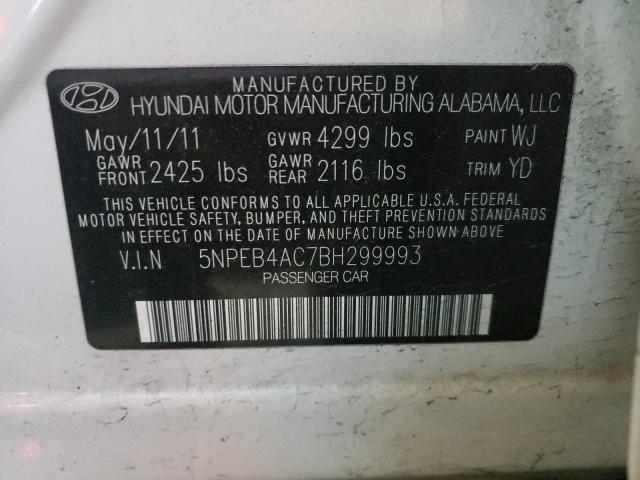 MANUFACTURED BY
HYUNDAI MOTOR MANUFACTURING ALABAMA, LLC
May/11/11 GVWR 4299 lbs PAINT WJ
GAWR FRONT 2425 lbs GAWR REAR 2116 lbs TRIM YD
THIS VEHICLE CONFORMS TO ALL APPLICABLE U.S.A. FEDERAL
MOTOR VEHICLE SAFETY, BUMPER, AND THEFT PREVENTION STANDARDS
IN EFFECT ON THE DATE OF MANUFACTURE SHOWN ABOVE
V.I.N 5NPEB4AC7BH299993
PASSENGER CAR